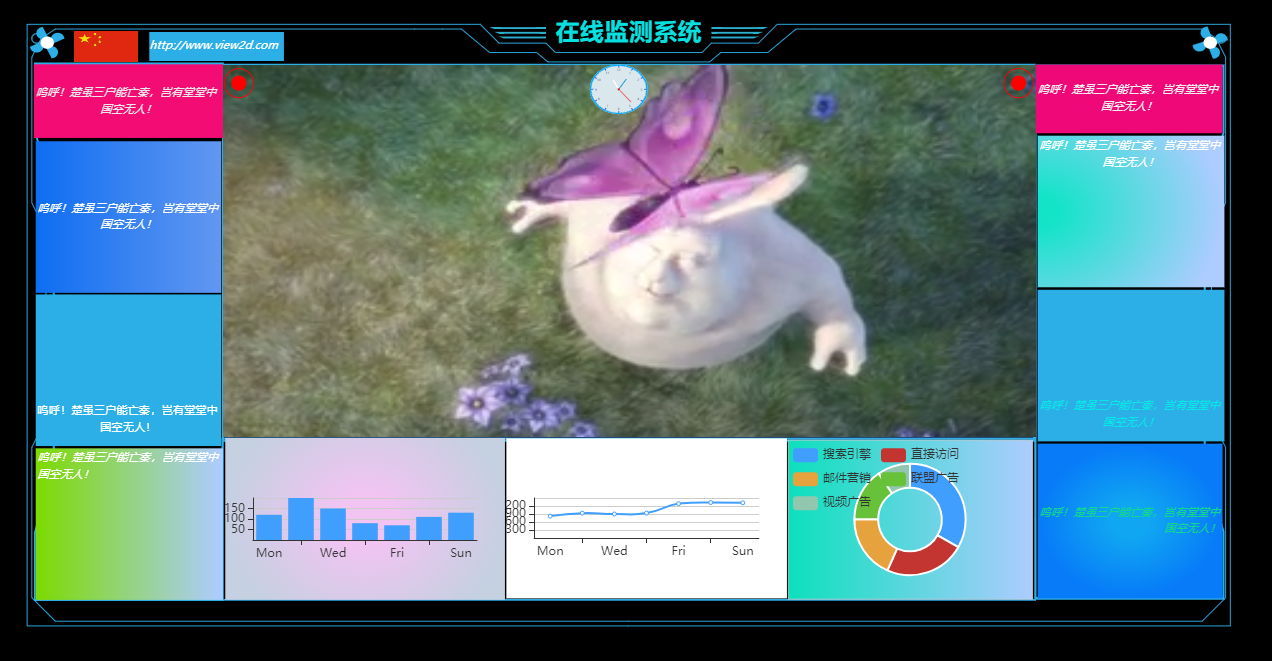 在线监测系统
http://www.view2d.com
呜呼！楚虽三户能亡秦，岂有堂堂中
国空无人！
呜呼！楚虽三户能亡秦，岂有堂堂中
国空无人！
呜呼！楚虽三户能亡秦，岂有堂堂中
国空无人！
呜呼！楚虽三户能亡秦，岂有堂堂中
国空无人！
呜呼！楚虽三户能亡秦，岂有堂堂中
国空无人！
呜呼！楚虽三户能亡秦，岂有堂堂中
国空无人！
呜呼！楚虽三户能亡秦，岂有堂堂中
国空无人！
呜呼！楚虽三户能亡秦，岂有堂堂中
国空无人！
150
100
50
Mon Wed Fri Sun
Mon Wed Fri Sun
搜索引擎 直接访问
邮件营销 联盟广告
视频广告